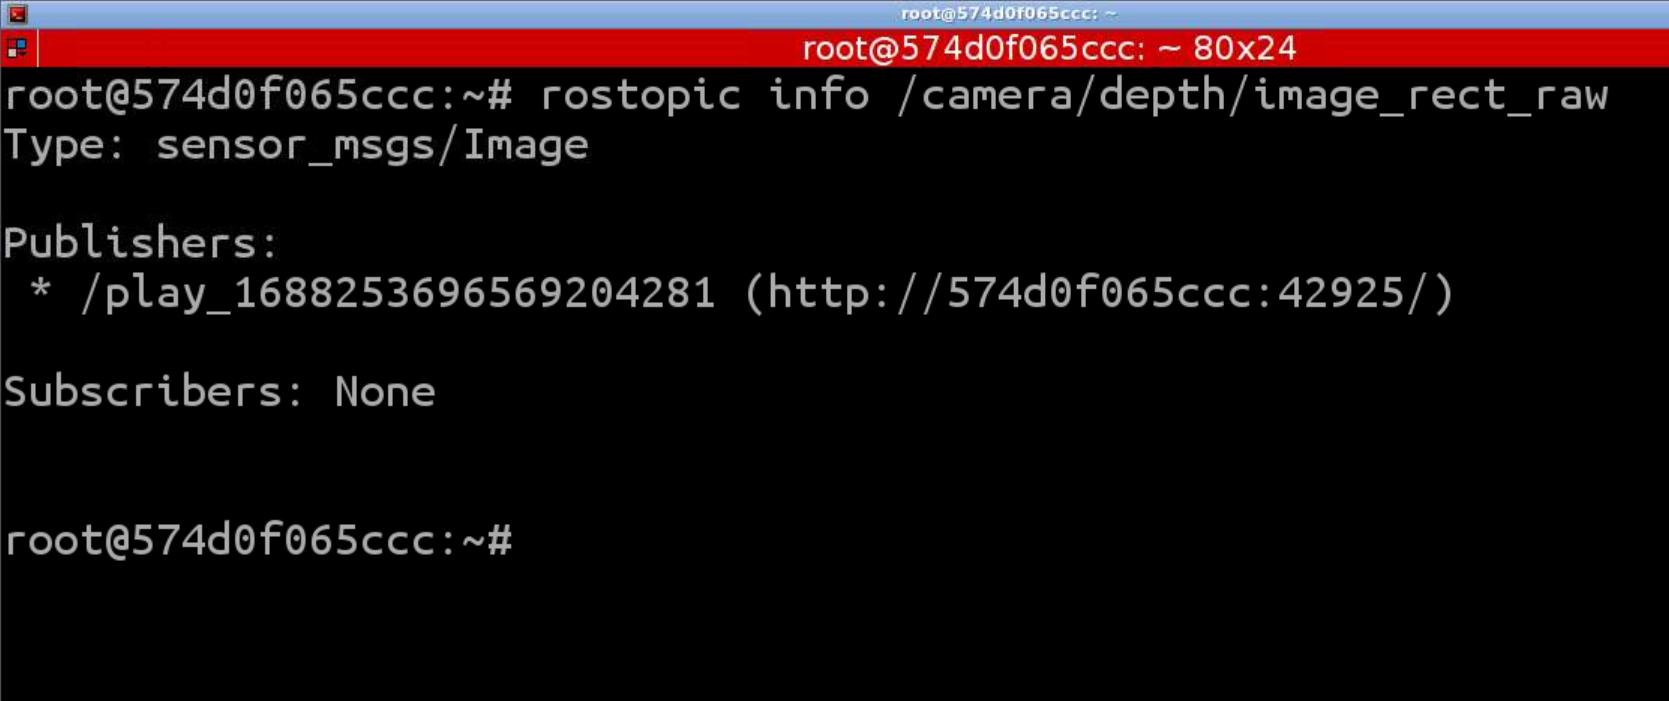 root@574d0f065ccc: ~
root@574d0f065ccc: ~ 80x24
root@574d0f065ccc:~# rostopic info /camera/depth/image_rect_raw
Type: sensor_msgs/Image
Publishers:
* /play_1688253696569204281 (http://574d0f065ccc:42925/)
Subscribers: None
root@574d0f065ccc:~#